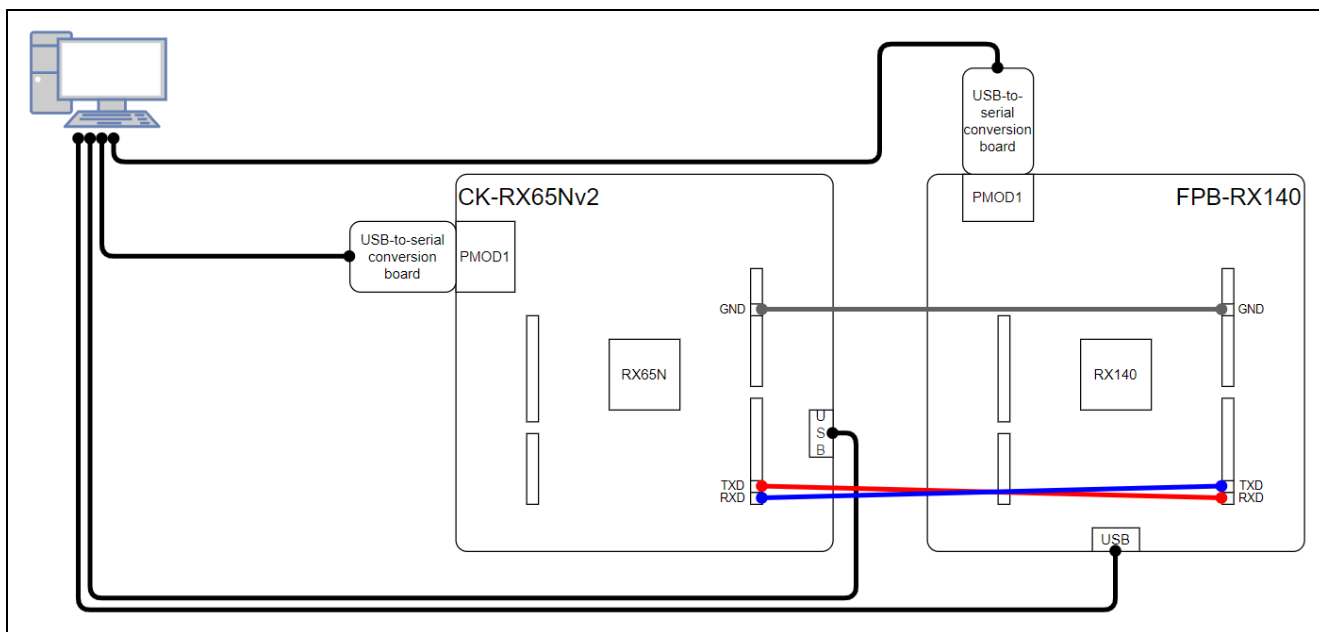 USB-to-
serial
conversion
board
CK-RX65Nv2
PMOD1
FPB-RX140
USB-to-serial
conversion
board
PMOD1
GND
GND
RX65N
RX140
U
S
B
TXD
RXD
TXD
RXD
USB